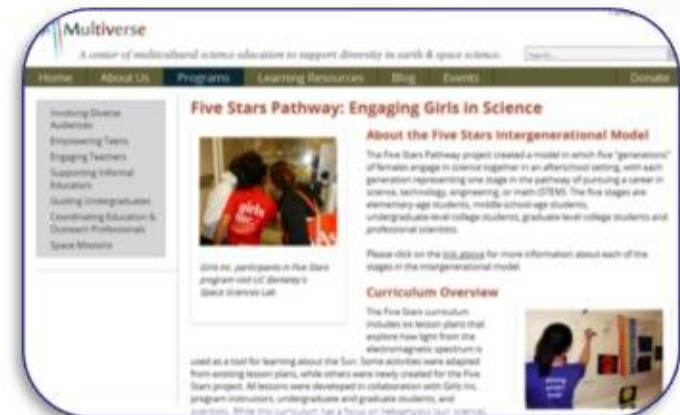 Multiverse
A center of multicultural science education to support diversity in earth & space science.
Search...
Home About Us Programs Learning Resources Blog Events Donate
Involving Diverse
Audiences
Empowering Teens
Engaging Teachers
Supporting Informal
Educators
Guiding Undergraduates
Coordinating Education &
Outreach Professionals
Space Missions
Five Stars Pathway: Engaging Girls in Science
girls
inc.
Girls Inc. participants in Five Stars
program visit UC Berkeley's
Space Sciences Lab.
About the Five Stars Intergenerational Model
The Five Stars Pathway project created a model in which five "generations"
of females engage in science together in an afterschool setting, with each
generation representing one stage in the pathway of pursuing a career in
science, technology, engineering, or math (STEM). The five stages are:
elementary-age students, middle school-age students,
undergraduate-level college students, graduate-level college students and
professional scientists.
Please click on the link above for more information about each of the
stages in the intergenerational model.
Curriculum Overview
The Five Stars curriculum
includes six lesson plans that
explore how light from the
electromagnetic spectrum is
used as a tool for learning about the Sun. Some activities were adapted
from existing lesson plans, while others were newly created for the Five
Stars project. All lessons were developed in collaboration with Girls Inc.
program instructors, undergraduate and graduate students, and
scientists. While this curriculum has a focus on